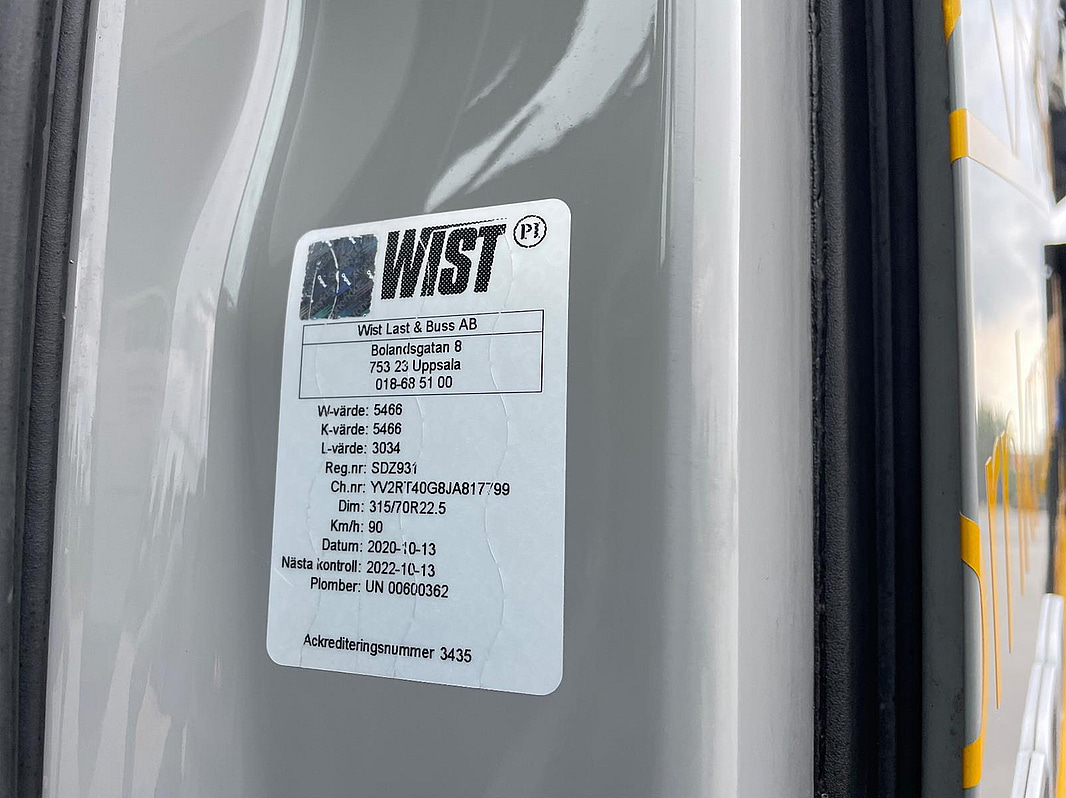 WIST PI
Wist Last & Buss AB
Bolandsgatan 8
753 23 Uppsala
018-68 51 00
W-värde: 5466
K-värde: 5466
L-värde: 3034
Reg.nr: SDZ931
Ch.nr: YV2RT40G8JA817799
Dim: 315/70R22.5
Km/h: 90
Datum: 2020-10-13
Nästa kontroll: 2022-10-13
Plomber: UN 00600362
Ackrediteringsnummer 3435